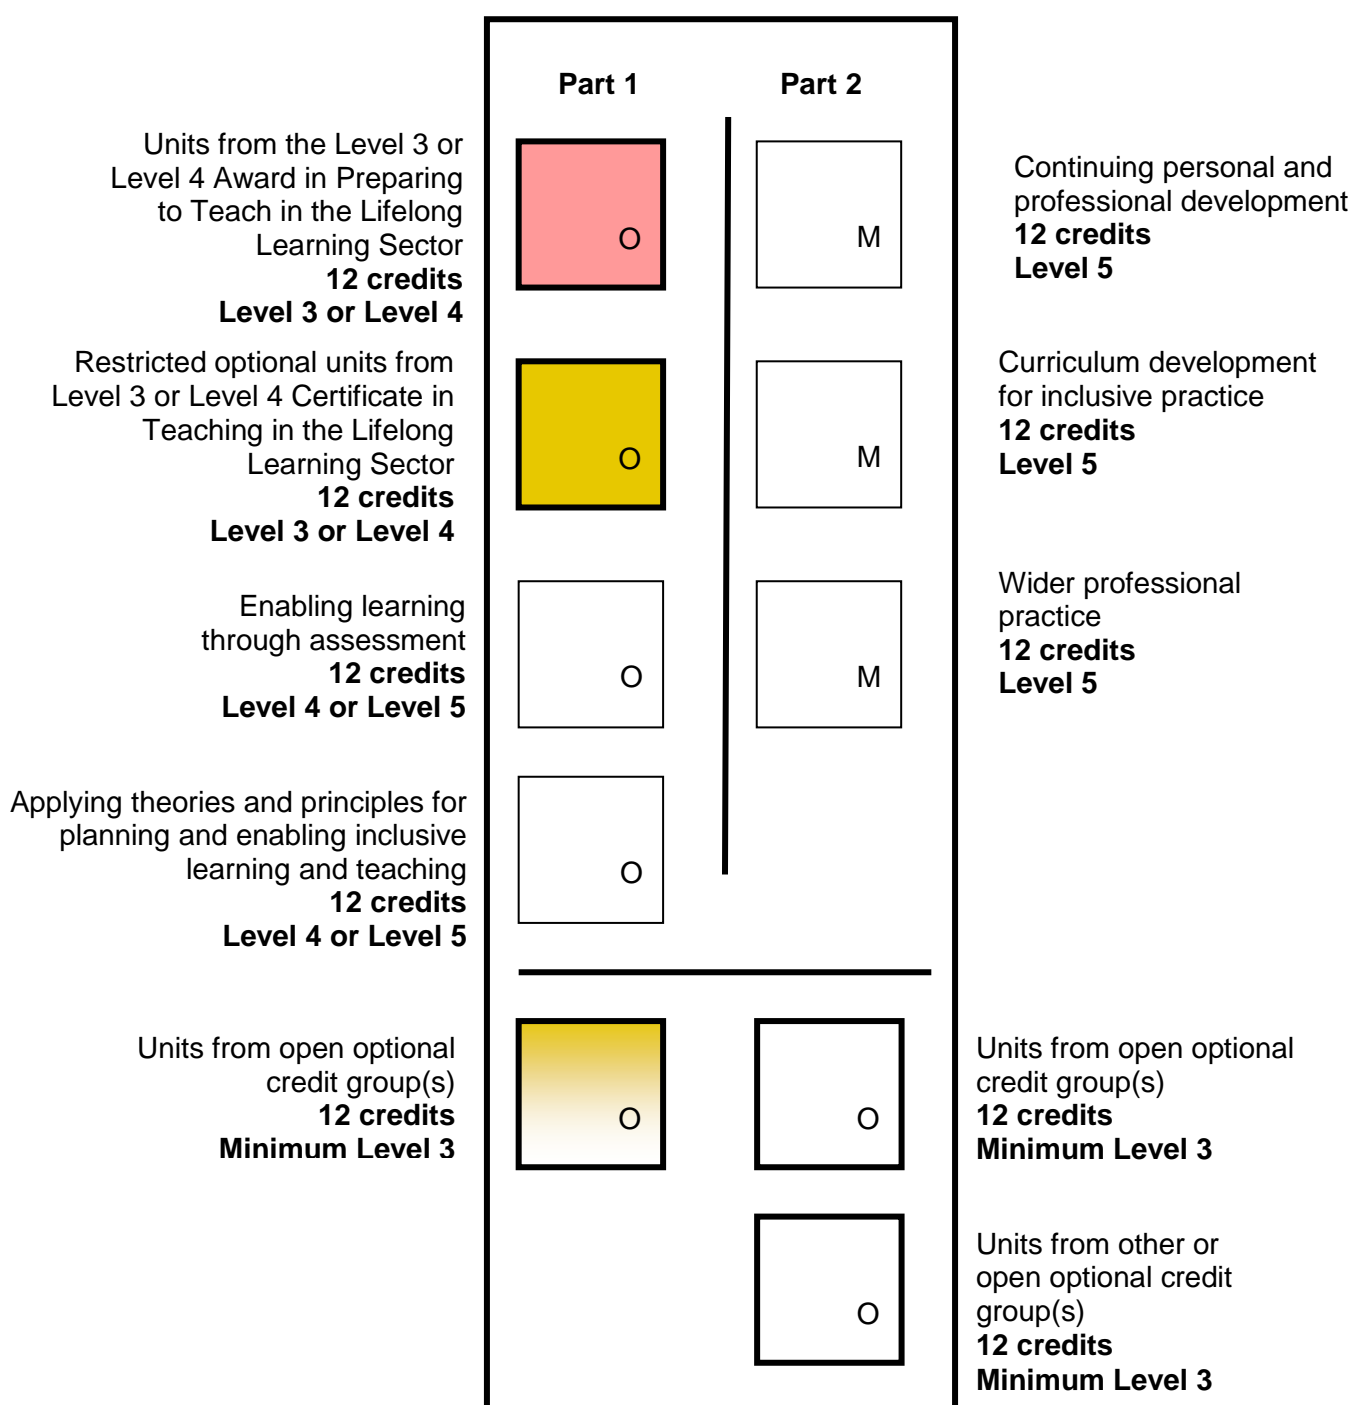 Part 1
Part 2
Units from the Level 3 or
Level 4 Award in Preparing
to Teach in the Lifelong
Learning Sector
12 credits
Level 3 or Level 4
O
M
Continuing personal and
professional development
12 credits
Level 5
Restricted optional units from
Level 3 or Level 4 Certificate in
Teaching in the Lifelong
Learning Sector
12 credits
Level 3 or Level 4
O
M
Curriculum development
for inclusive practice
12 credits
Level 5
Enabling learning
through assessment
12 credits
Level 4 or Level 5
O
M
Wider professional
practice
12 credits
Level 5
Applying theories and principles for
planning and enabling inclusive
learning and teaching
12 credits
Level 4 or Level 5
O
Units from open optional
credit group(s)
12 credits
Minimum Level 3
O
O
Units from open optional
credit group(s)
12 credits
Minimum Level 3
O
Units from other or
open optional credit
group(s)
12 credits
Minimum Level 3